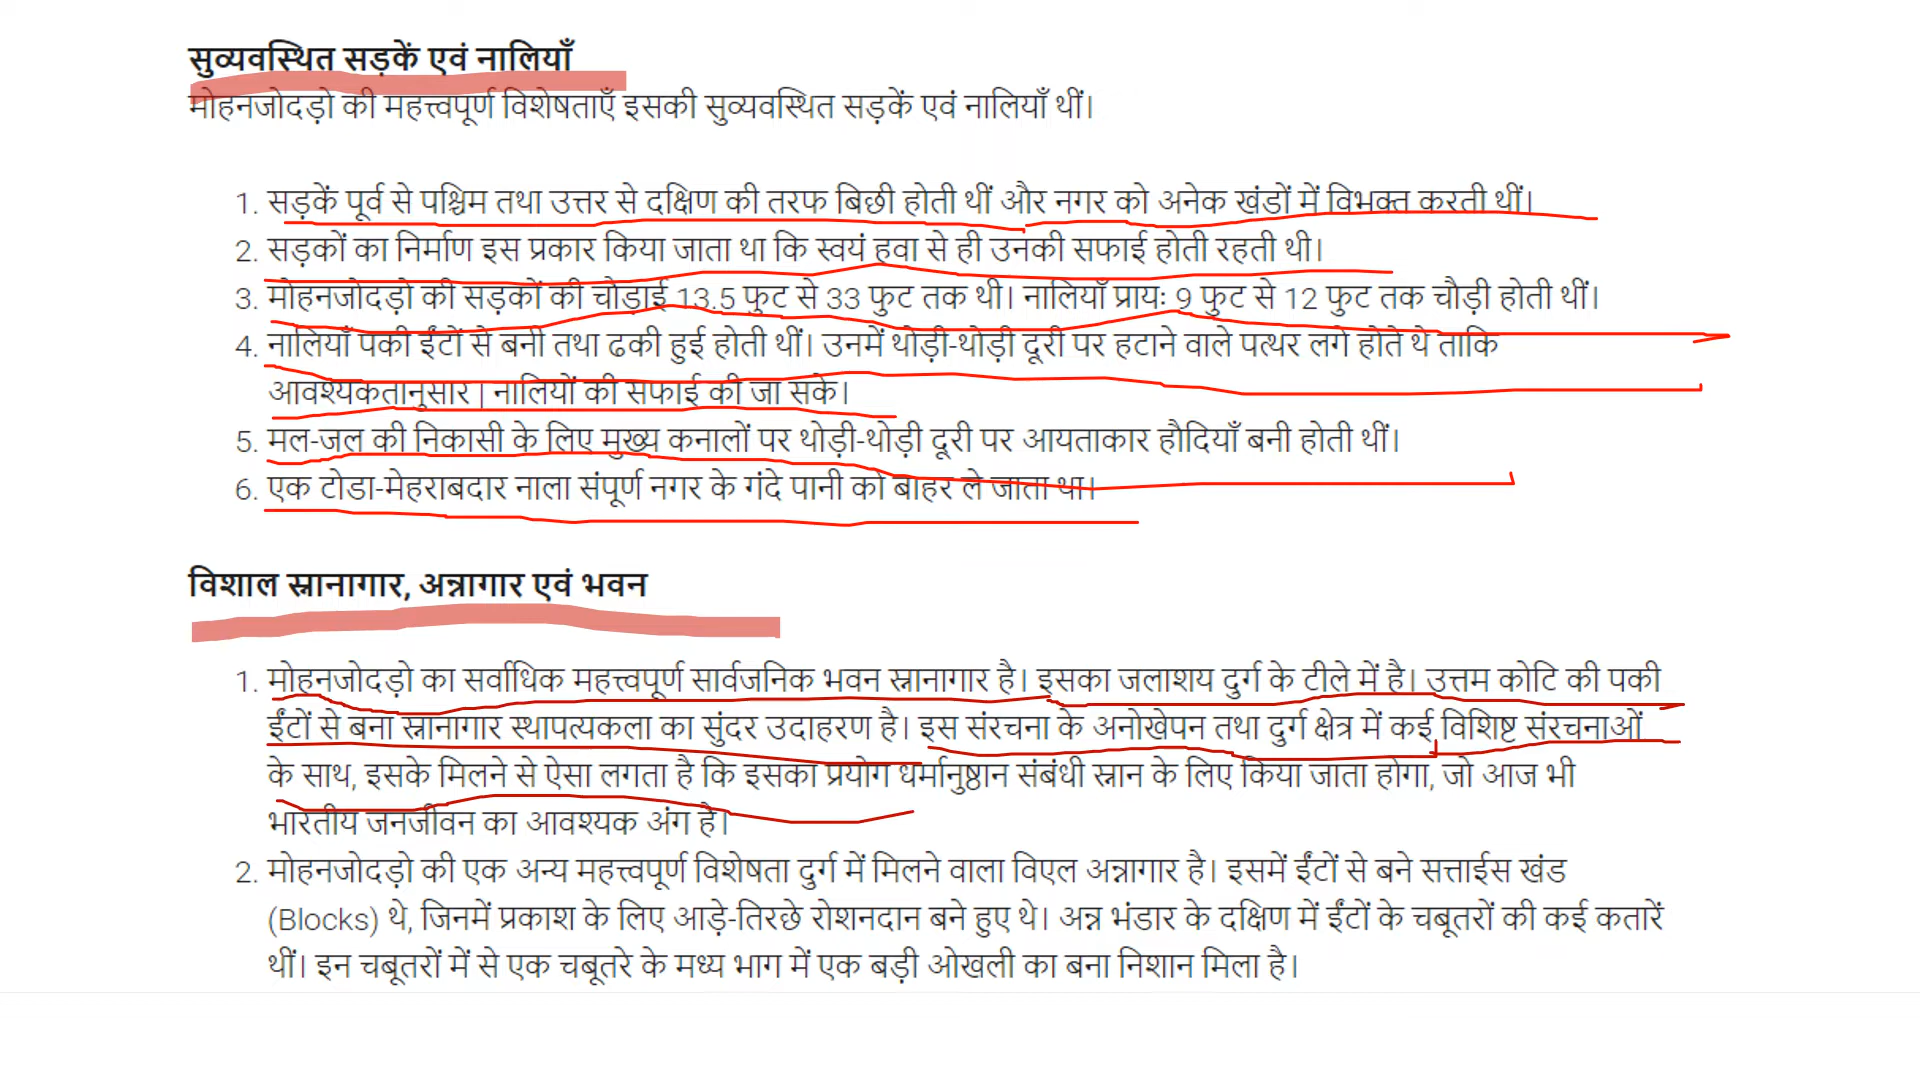 सुव्यवस्थित सड़कें एवं नालियाँ
मोहनजोदड़ो की महत्त्वपूर्ण विशेषताएँ इसकी सुव्यवस्थित सड़कें एवं नालियाँ थीं।
1. सड़कें पूर्व से पश्चिम तथा उत्तर से दक्षिण की तरफ बिछी होती थीं और नगर को अनेक खंडों में विभक्त करती थीं।
2. सड़कों का निर्माण इस प्रकार किया जाता था कि स्वयं हवा से ही उनकी सफाई होती रहती थी।
3. मोहनजोदड़ो की सड़कों की चौड़ाई 13.5 फुट से 33 फुट तक थी। नालियाँ प्रायः 9 फुट से 12 फुट तक चौड़ी होती थीं।
4. नालियाँ पकी ईंटों से बनी तथा ढकी हुई होती थीं। उनमें थोड़ी-थोड़ी दूरी पर हटाने वाले पत्थर लगे होते थे ताकि
आवश्यकतानुसार | नालियों की सफाई की जा सके।
5. मल-जल की निकासी के लिए मुख्य कनालों पर थोड़ी-थोड़ी दूरी पर आयताकार हौदियाँ बनी होती थीं।
6. एक टोडा-मेहराबदार नाला संपूर्ण नगर के गंदे पानी को बाहर ले जाता था।
विशाल स्नानागार, अन्नागार एवं भवन
1. मोहनजोदड़ो का सर्वाधिक महत्त्वपूर्ण सार्वजनिक भवन स्नानागार है। इसका जलाशय दुर्ग के टीले में है। उत्तम कोटि की पकी
ईंटों से बना स्नानागार स्थापत्यकला का सुंदर उदाहरण है। इस संरचना के अनोखेपन तथा दुर्ग क्षेत्र में कई विशिष्ट संरचनाओं
के साथ, इसके मिलने से ऐसा लगता है कि इसका प्रयोग धर्मानुष्ठान संबंधी स्नान के लिए किया जाता होगा, जो आज भी
भारतीय जनजीवन का आवश्यक अंग है।
2. मोहनजोदड़ो की एक अन्य महत्त्वपूर्ण विशेषता दुर्ग में मिलने वाला विएल अन्नागार है। इसमें ईंटों से बने सत्ताईस खंड
(Blocks) थे, जिनमें प्रकाश के लिए आड़े-तिरछे रोशनदान बने हुए थे। अन्न भंडार के दक्षिण में ईंटों के चबूतरों की कई कतारें
थीं। इन चबूतरों में से एक चबूतरे के मध्य भाग में एक बड़ी ओखली का बना निशान मिला है।